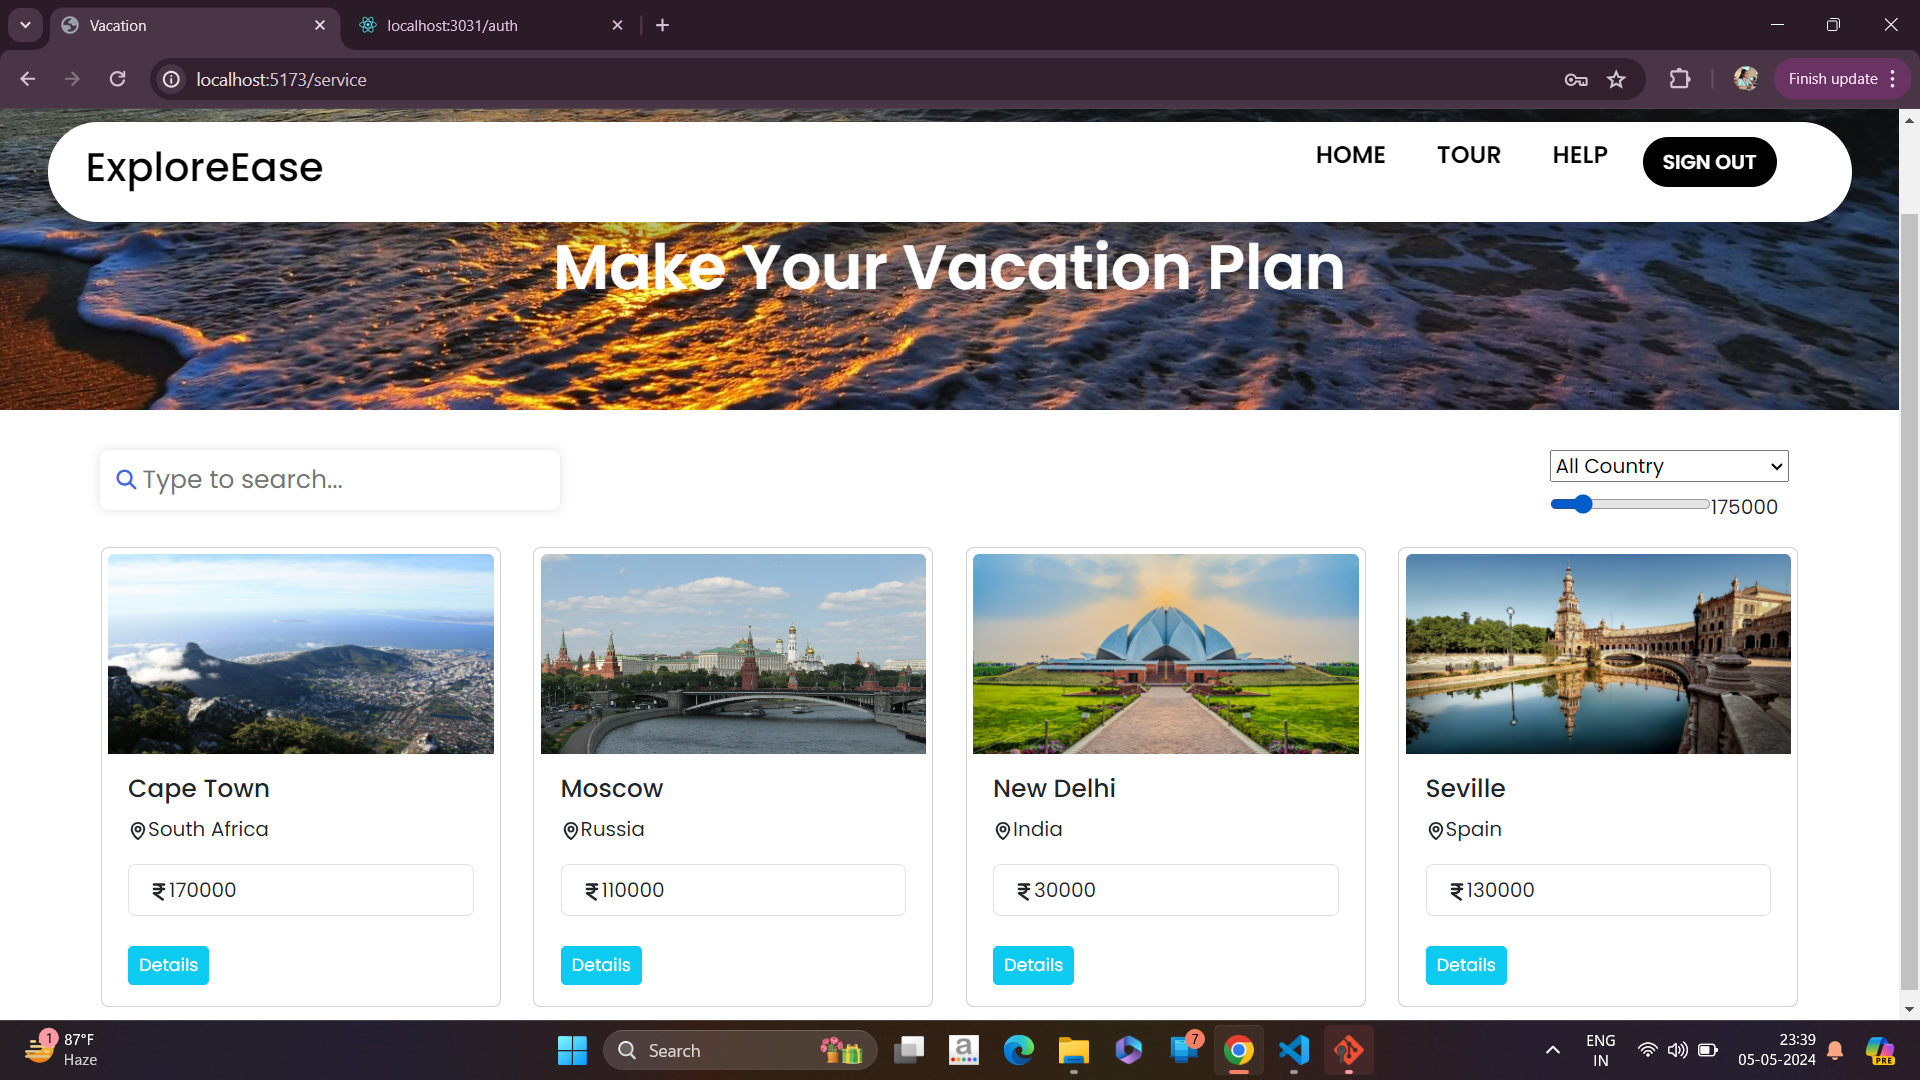 Vacation
localhost:3031/auth
localhost:5173/service
Finish update
ExploreEase
HOME
TOUR
HELP
SIGN OUT
Make Your Vacation Plan
Type to search...
All Country
175000
Cape Town
South Africa
₹170000
Details
Moscow
Russia
₹110000
Details
New Delhi
India
₹30000
Details
Seville
Spain
₹130000
Details
1
87°F
Haze
Search
a
7
ENG
IN
23:39
05-05-2024
PRE